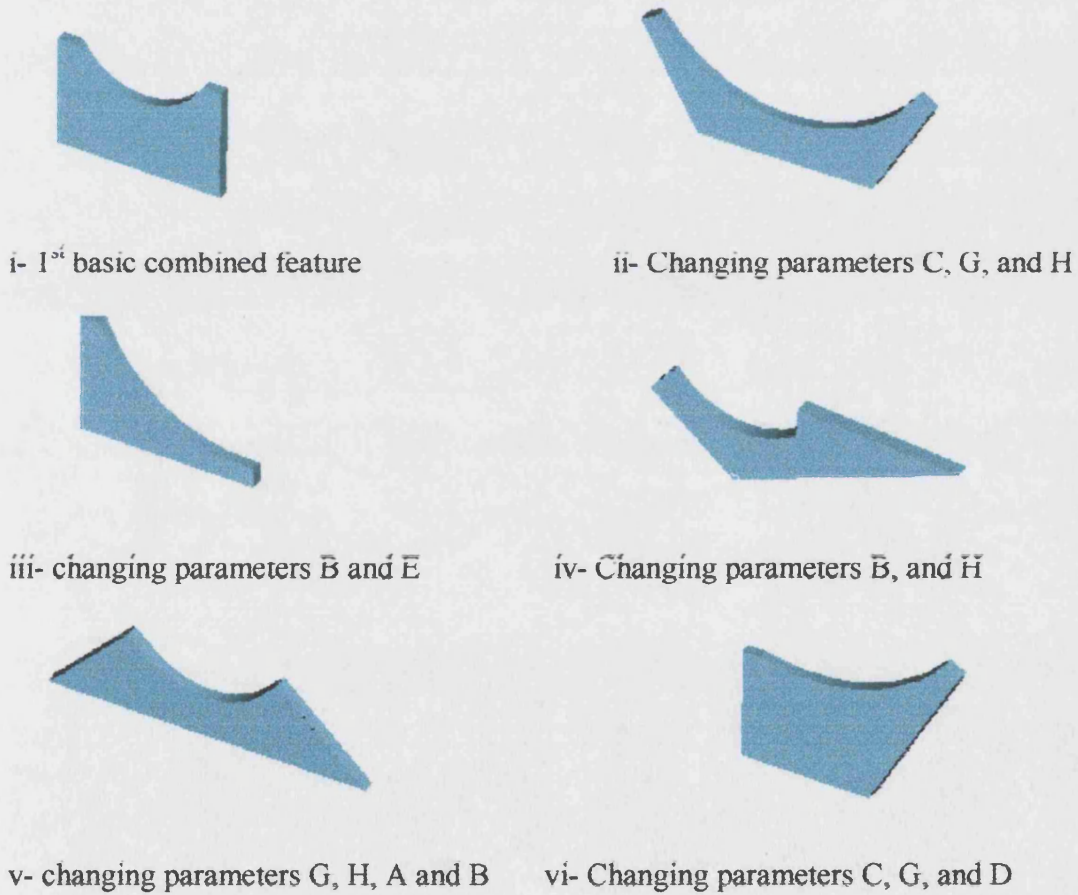 i- 1st basic combined feature
ii- Changing parameters C, G, and H
iii- changing parameters B and E
iv- Changing parameters B, and H
v- changing parameters G, H, A and B
vi- Changing parameters C, G, and D